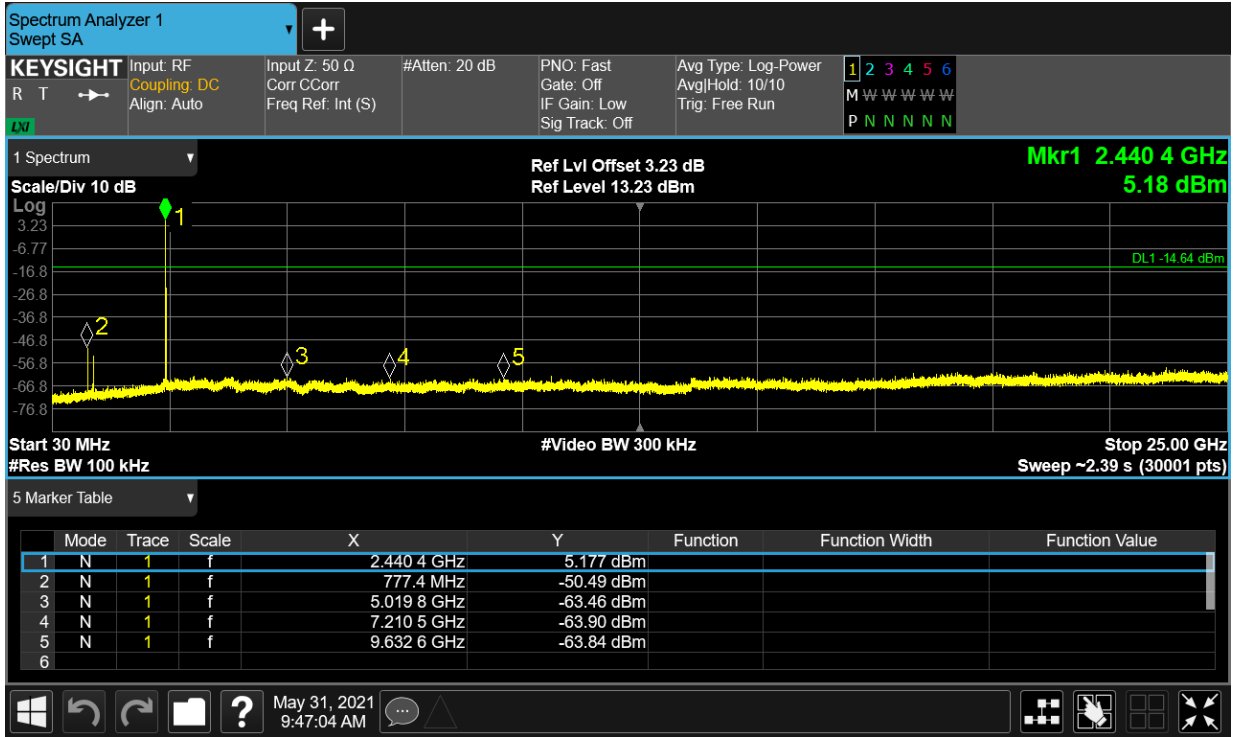 Spectrum Analyzer 1
Swept SA
KEYSIGHT Input: RF Input Z: 50 Ω #Atten: 20 dB PNO: Fast Avg Type: Log-Power 1 2 3 4 5 6
R T Coupling: DC Corr CCorr Gate: Off Avg|Hold: 10/10 M W W W W W
Align: Auto Freq Ref: Int (S) IF Gain: Low Trig: Free Run P N N N N N
LXI Sig Track: Off
1 Spectrum Ref Lvl Offset 3.23 dB Mkr1 2.440 4 GHz
Scale/Div 10 dB Ref Level 13.23 dBm 5.18 dBm
Log
1
3.23
-6.77
DL1 -14.64 dBm
-16.8
-26.8
-36.8
2
-46.8
3 4 5
-56.8
-66.8
-76.8
Start 30 MHz #Video BW 300 kHz Stop 25.00 GHz
#Res BW 100 kHz Sweep ~2.39 s (30001 pts)
5 Marker Table
Mode Trace Scale X Y Function Function Width Function Value
1 N 1 f 2.440 4 GHz 5.177 dBm
2 N 1 f 777.4 MHz -50.49 dBm
3 N 1 f 5.019 8 GHz -63.46 dBm
4 N 1 f 7.210 5 GHz -63.90 dBm
5 N 1 f 9.632 6 GHz -63.84 dBm
6
? May 31, 2021
9:47:04 AM